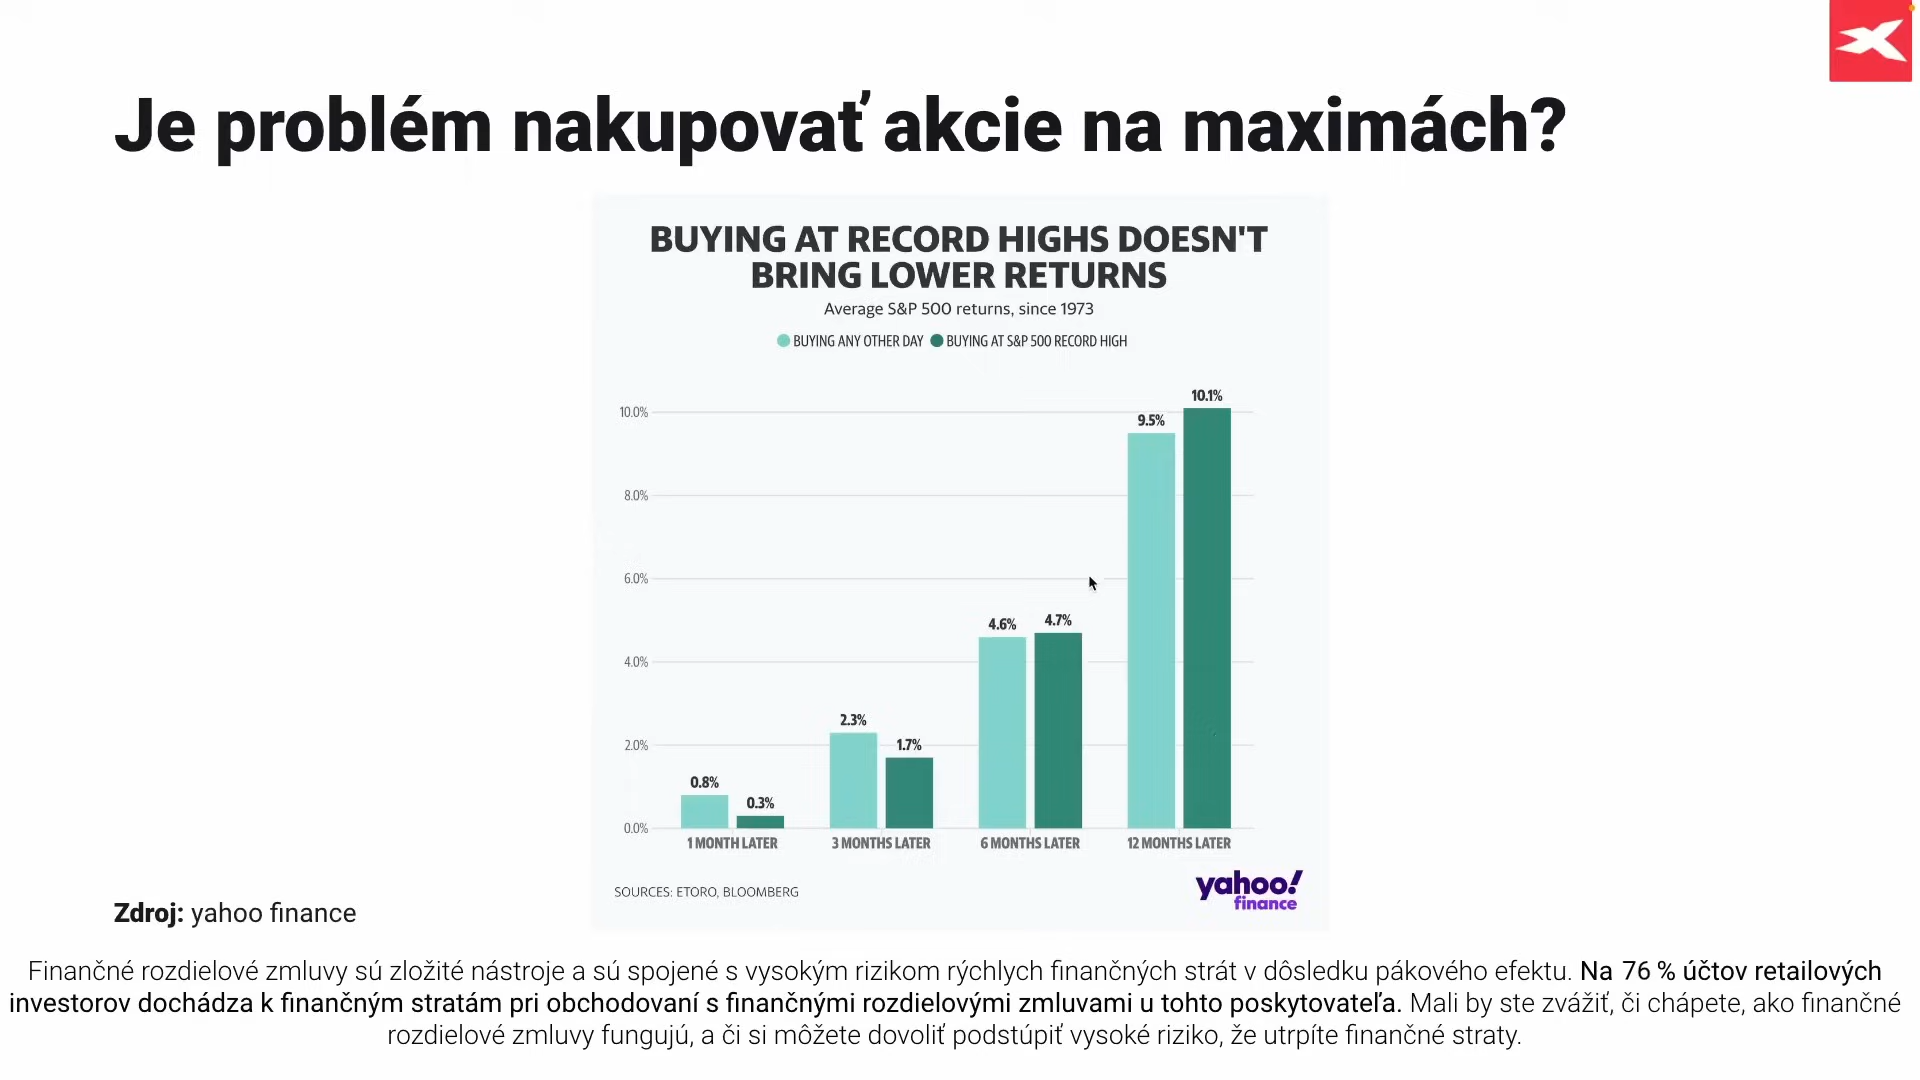 Je problém nakupovať akcie na maximách?
BUYING AT RECORD HIGHS DOESN'T
BRING LOWER RETURNS
Average S&P 500 returns, since 1973
BUYING ANY OTHER DAY BUYING AT S&P 500 RECORD HIGH
10.0%
8.0%
6.0%
4.0%
2.0%
0.0%
0.8%
0.3%
2.3%
1.7%
4.6%
4.7%
9.5%
10.1%
1 MONTH LATER 3 MONTHS LATER 6 MONTHS LATER 12 MONTHS LATER
SOURCES: ETORO, BLOOMBERG
yahoo!
finance
Zdroj: yahoo finance
Finančné rozdielové zmluvy sú zložité nástroje a sú spojené s vysokým rizikom rýchlych finančných strát v dôsledku pákového efektu. Na 76 % účtov retailových
investorov dochádza k finančným stratám pri obchodovaní s finančnými rozdielovými zmluvami u tohto poskytovateľa. Mali by ste zvážiť, či chápete, ako finančné
rozdielové zmluvy fungujú, a či si môžete dovoliť podstúpiť vysoké riziko, že utrpíte finančné straty.